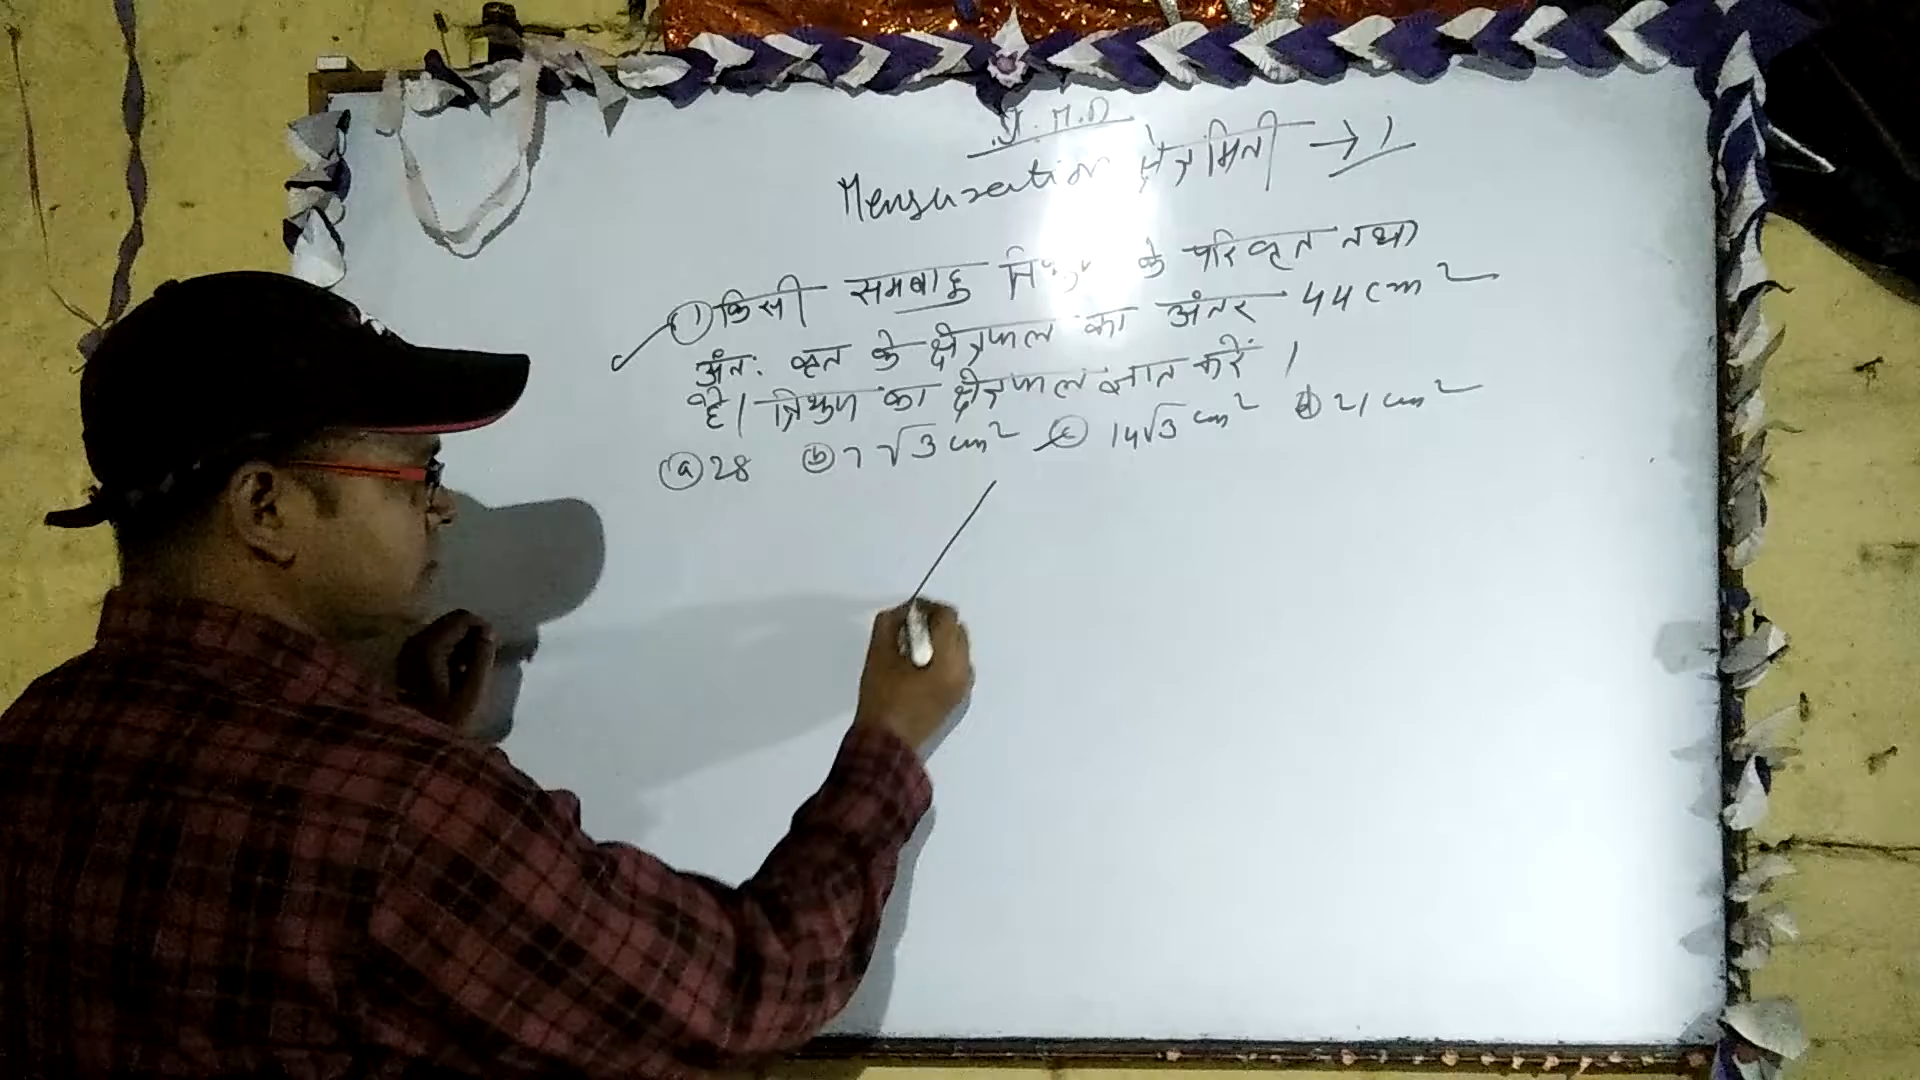 J.M.D
Mensuration क्षेत्रमिती → 1
① किसी समबाहु त्रिभुज के परिवृत तथा
अंत: वृत के क्षेत्रफल का अंतर 44 cm²
है। त्रिभुज का क्षेत्रफल ज्ञात करें।
ⓐ 28 ⓑ 7√3 cm² ⓒ 14√3 cm² ⓓ 21 cm²